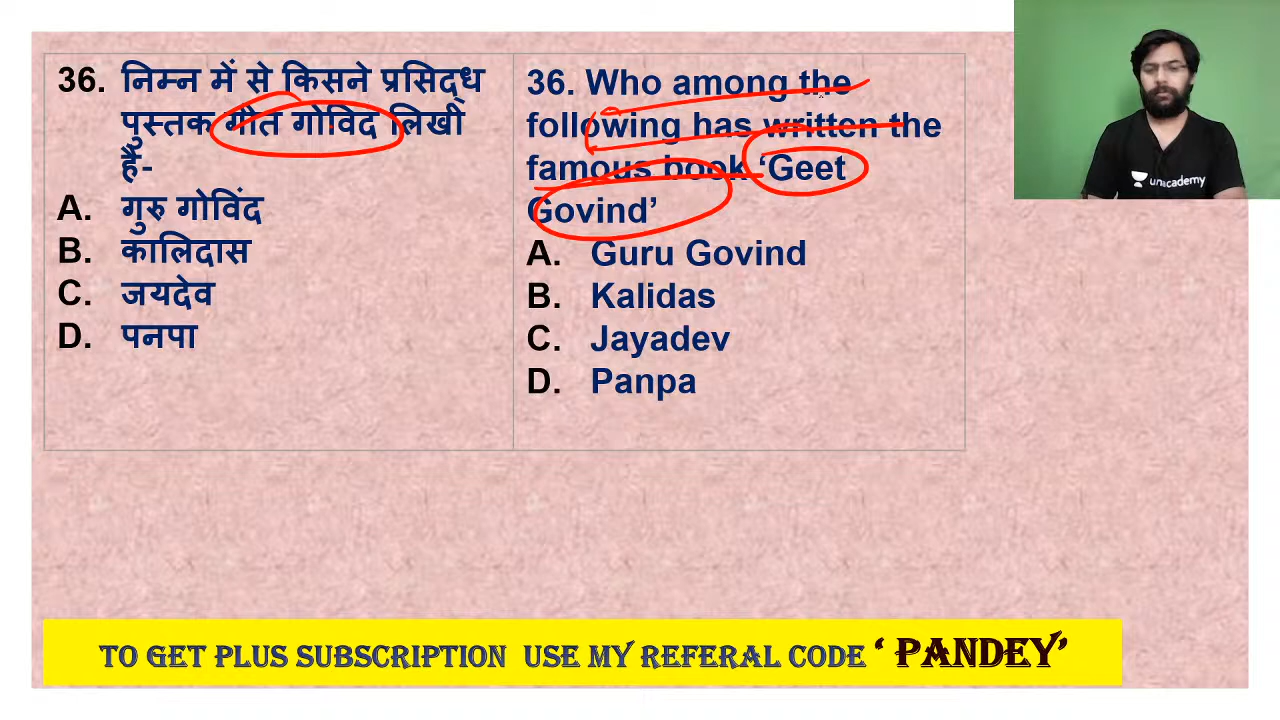 36. निम्न में से किसने प्रसिद्ध
पुस्तक गीत गोविंद लिखी
है-
A. गुरु गोविंद
B. कालिदास
C. जयदेव
D. पनपा
36. Who among the
following has written the
famous book ‘Geet
Govind’
A. Guru Govind
B. Kalidas
C. Jayadev
D. Panpa
unacademy
TO GET PLUS SUBSCRIPTION USE MY REFERAL CODE ‘ PANDEY’